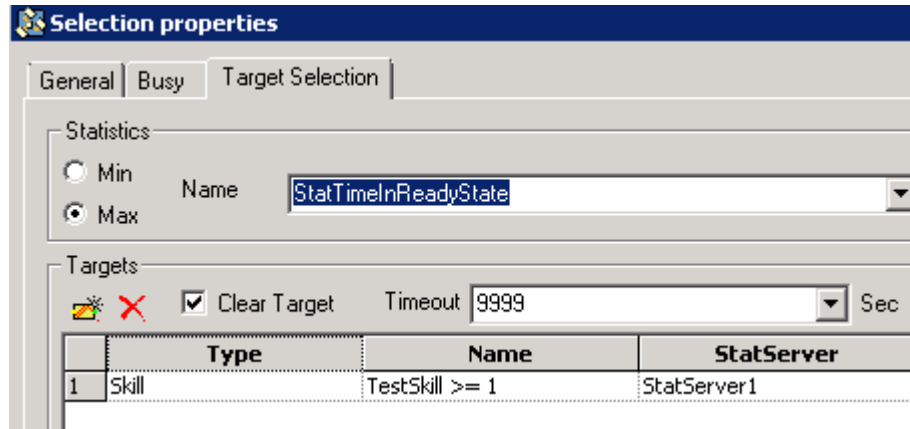 Selection properties
General Busy Target Selection
Statistics
Min
Name StatTimeInReadyState
Max
Targets
Clear Target Timeout 9999 Sec
Type Name StatServer
1 Skill TestSkill >= 1 StatServer1